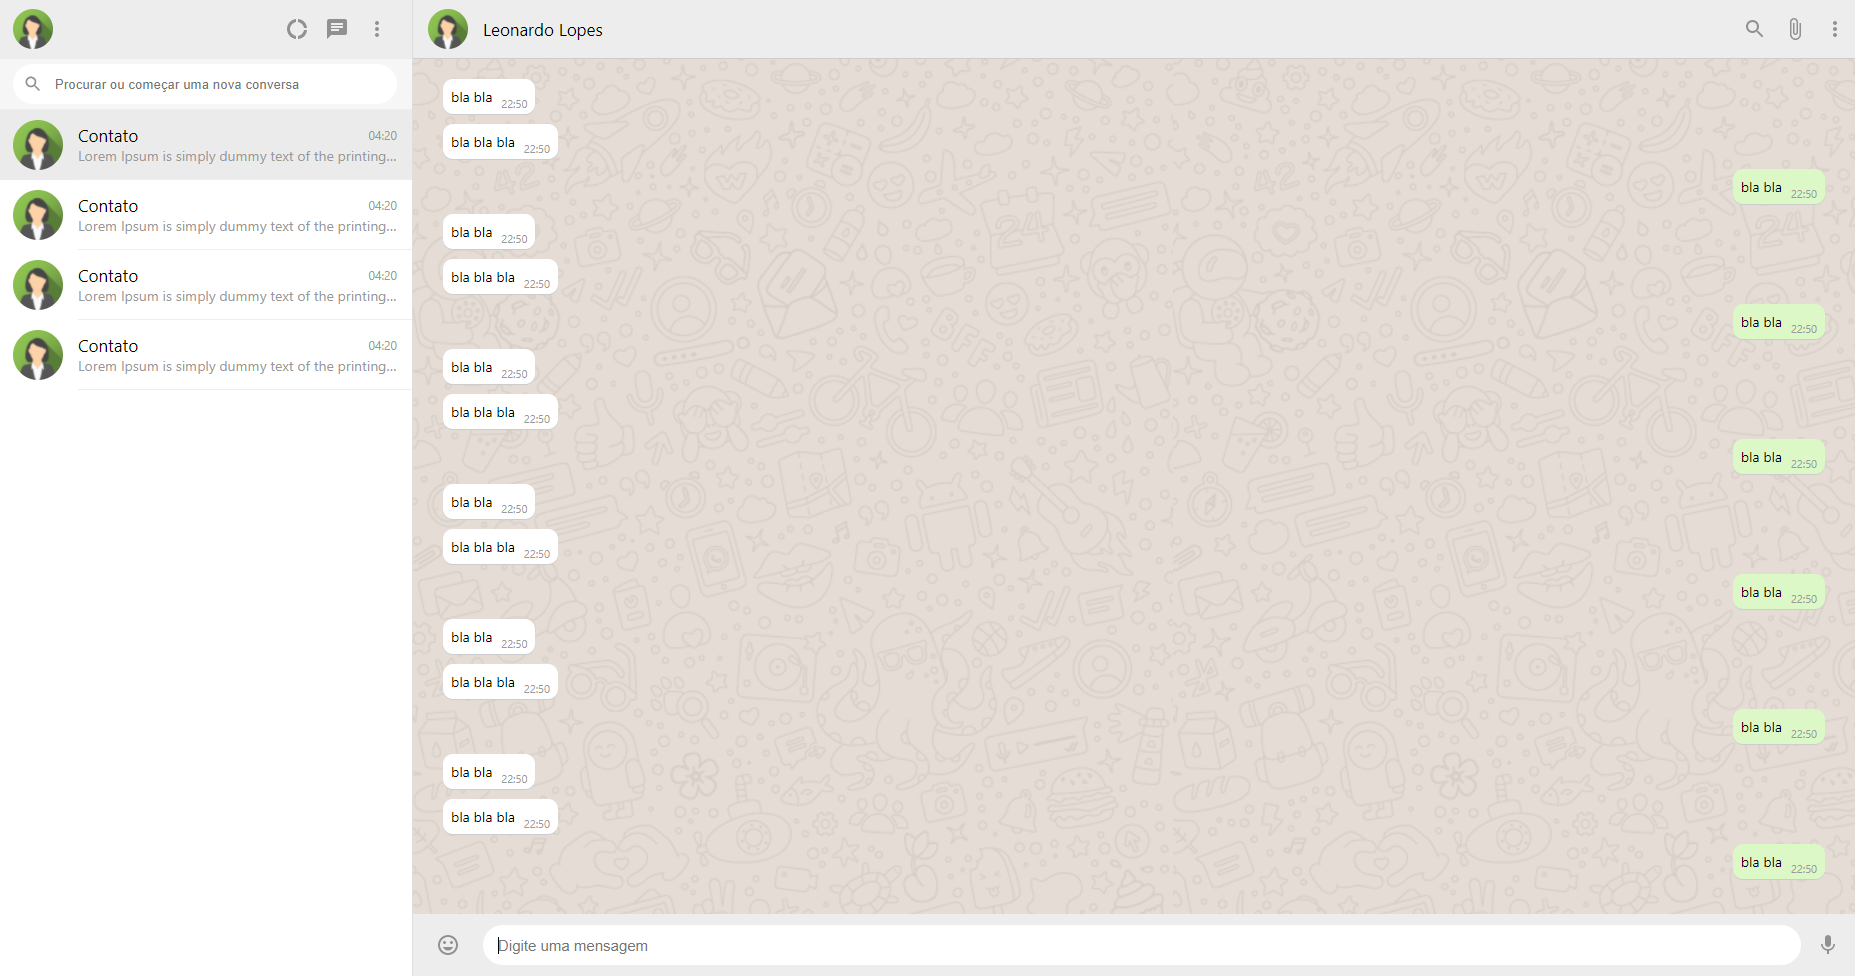 Leonardo Lopes
Procurar ou começar uma nova conversa
Contato 04:20
Lorem Ipsum is simply dummy text of the printing...
Contato 04:20
Lorem Ipsum is simply dummy text of the printing...
Contato 04:20
Lorem Ipsum is simply dummy text of the printing...
Contato 04:20
Lorem Ipsum is simply dummy text of the printing...
bla bla 22:50
bla bla bla 22:50
bla bla 22:50
bla bla 22:50
bla bla bla 22:50
bla bla 22:50
bla bla 22:50
bla bla bla 22:50
bla bla 22:50
bla bla 22:50
bla bla bla 22:50
bla bla 22:50
bla bla 22:50
bla bla bla 22:50
bla bla 22:50
bla bla 22:50
bla bla bla 22:50
bla bla 22:50
Digite uma mensagem